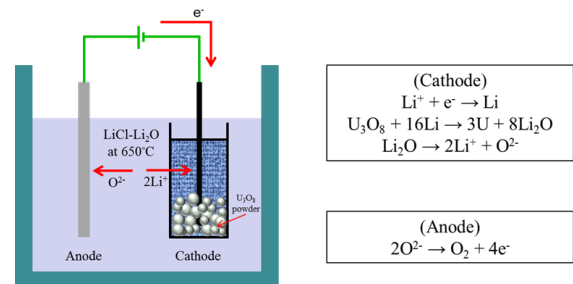 e⁻
LiCl-Li₂O
at 650℃
O²⁻
2Li⁺
U₃O₈
powder
Anode
Cathode
(Cathode)
Li⁺ + e⁻ → Li
U₃O₈ + 16Li → 3U + 8Li₂O
Li₂O → 2Li⁺ + O²⁻
(Anode)
2O²⁻ → O₂ + 4e⁻